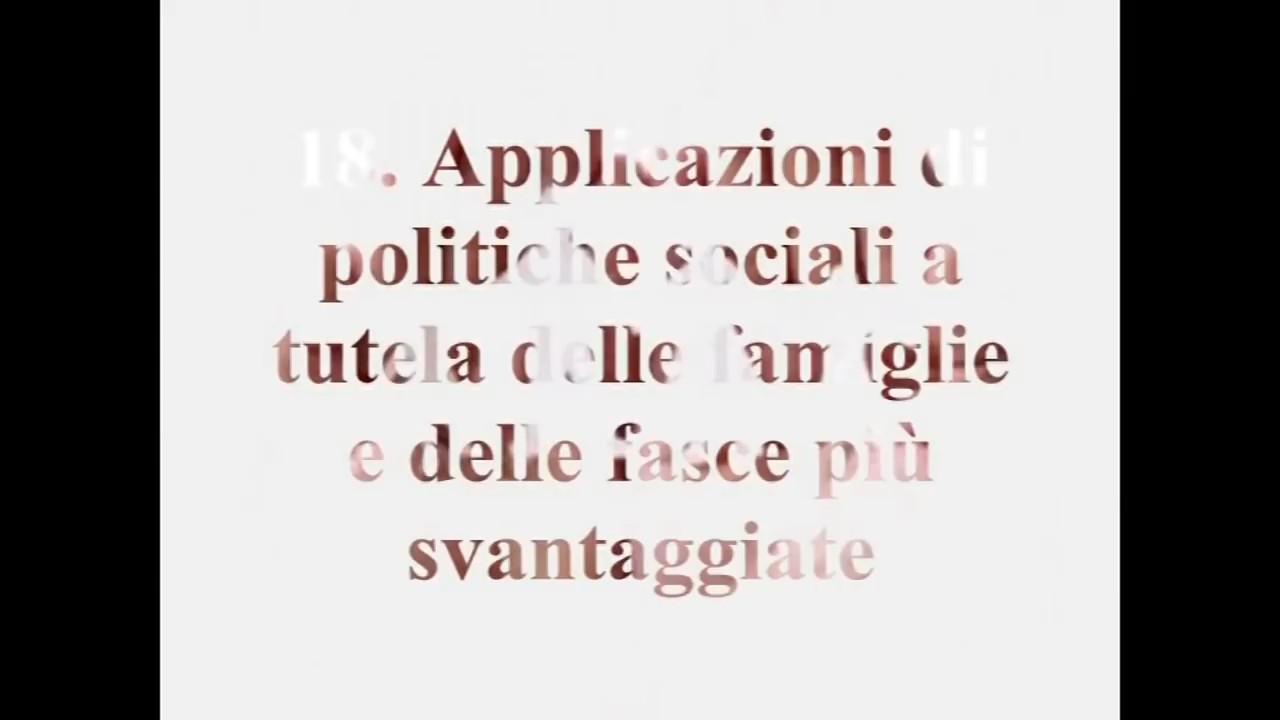 18. Applicazioni di
politiche sociali a
tutela delle famiglie
e delle fasce più
svantaggiate